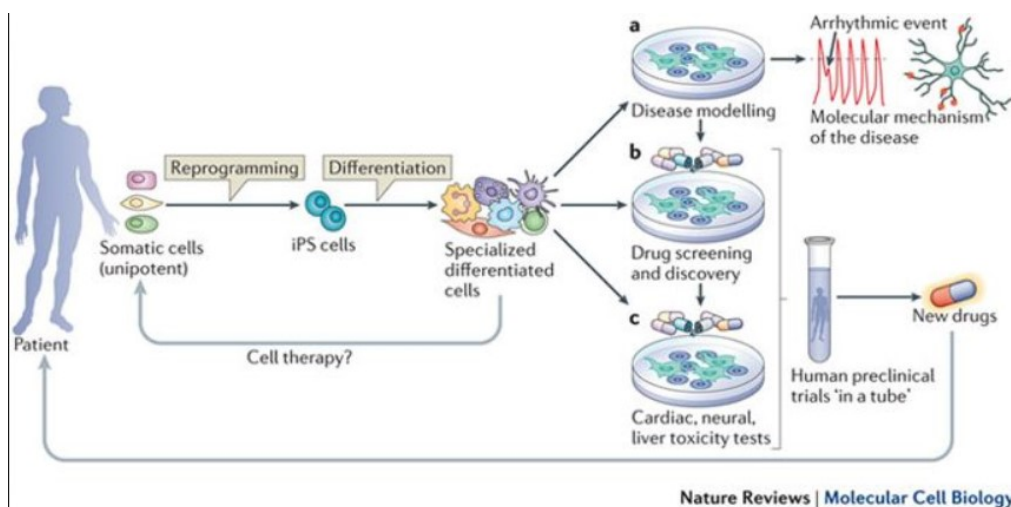 a
Arrhythmic event
Disease modelling
Molecular mechanism
of the disease
Reprogramming
Differentiation
b
Somatic cells
(unipotent)
iPS cells
Specialized
differentiated
cells
Drug screening
and discovery
c
New drugs
Patient
Cell therapy?
Human preclinical
trials 'in a tube'
Cardiac, neural,
liver toxicity tests
Nature Reviews | Molecular Cell Biology